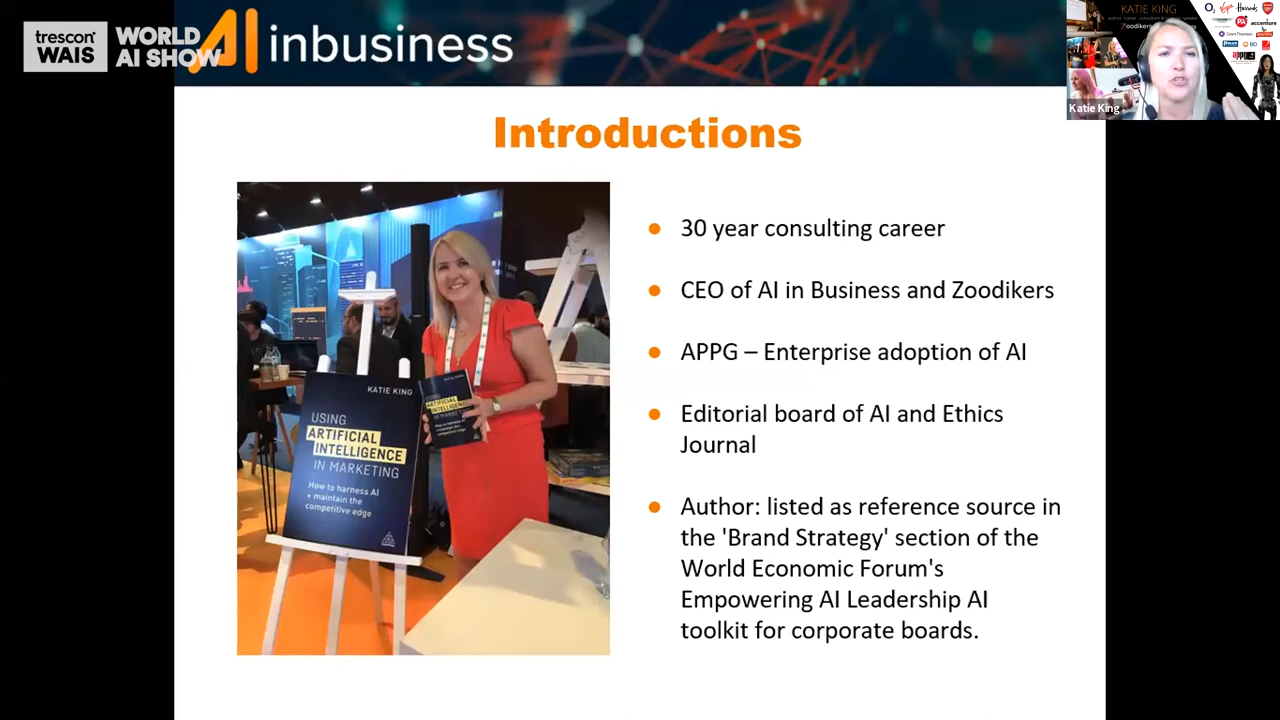 trescon
WAIS
WORLD
AI SHOW
AI inbusiness
KATIE KING
Katie King
accenture
Introductions
30 year consulting career
CEO of AI in Business and Zoodikers
APPG – Enterprise adoption of AI
Editorial board of AI and Ethics
Journal
Author: listed as reference source in
the 'Brand Strategy' section of the
World Economic Forum's
Empowering AI Leadership AI
toolkit for corporate boards.
KATIE KING
USING
ARTIFICIAL
INTELLIGENCE
IN MARKETING
How to harness AI
+ maintain the
competitive edge